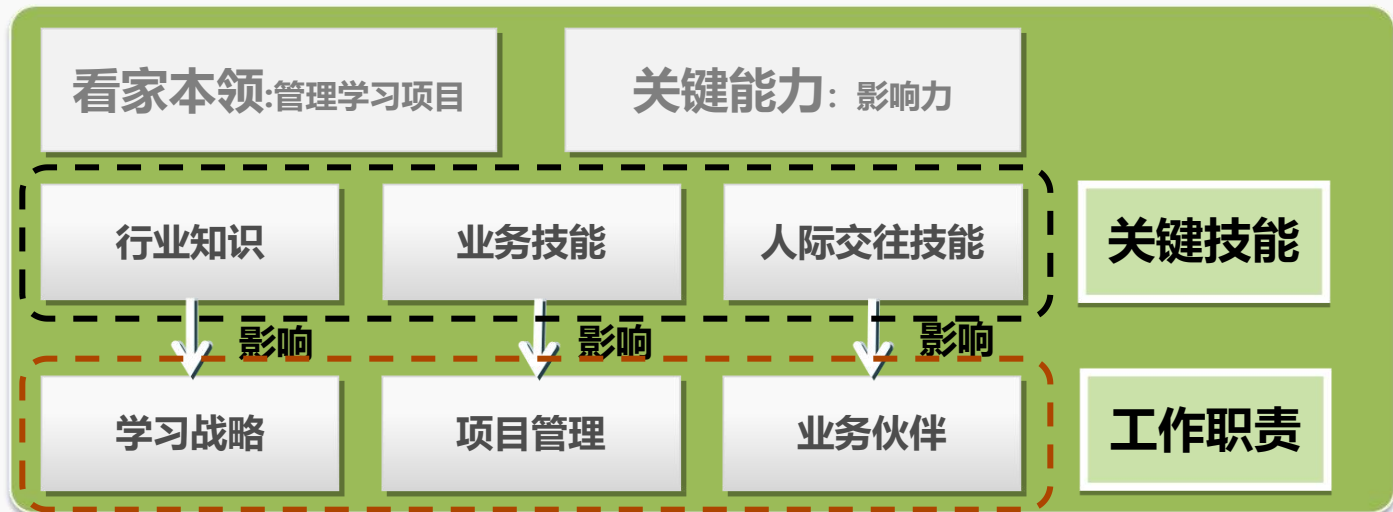 看家本领:管理学习项目
关键能力：影响力
行业知识
业务技能
人际交往技能
关键技能
影响
影响
影响
学习战略
项目管理
业务伙伴
工作职责